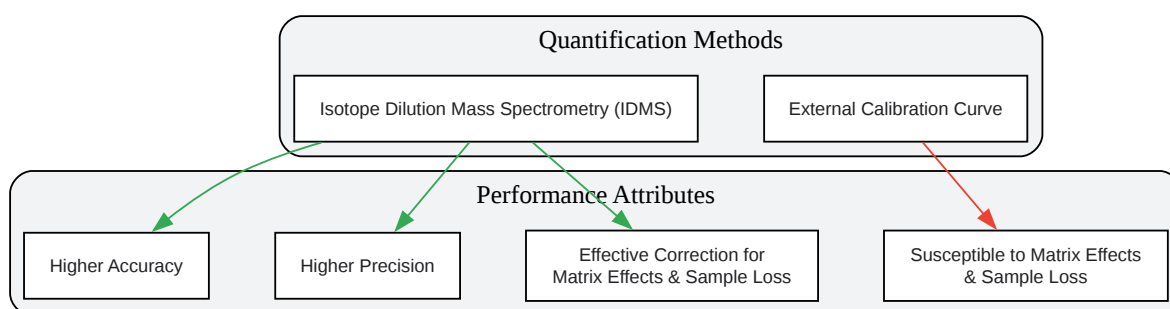 Quantification Methods
Isotope Dilution Mass Spectrometry (IDMS)
External Calibration Curve
Performance Attributes
Higher Accuracy
Higher Precision
Effective Correction for
Matrix Effects & Sample Loss
Susceptible to Matrix Effects
& Sample Loss